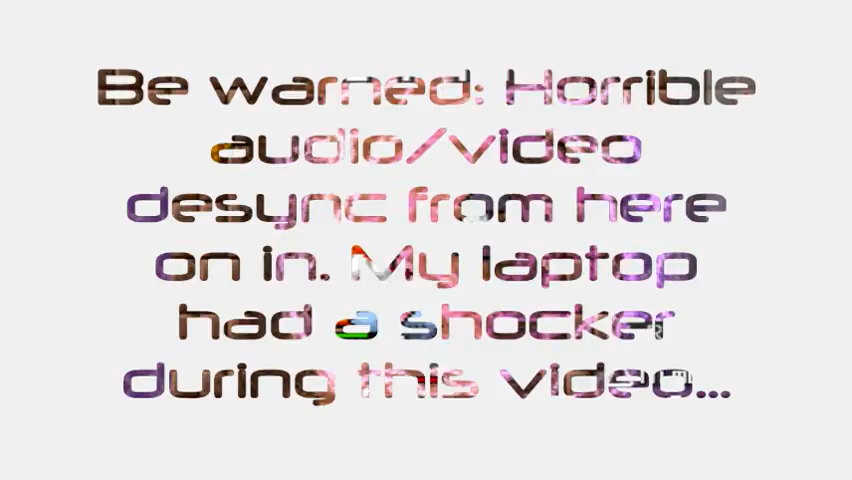 Be warned: Horrible
audio/video
desync from here
on in. My laptop
had a shocker
during this video...